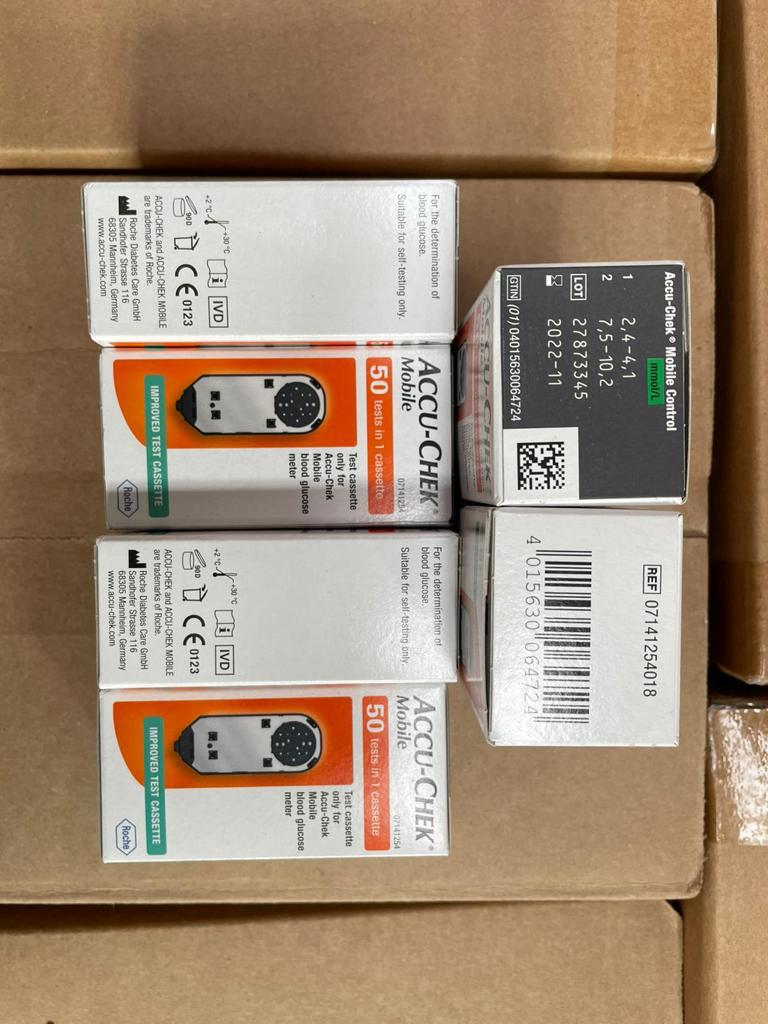 Accu-Chek® Mobile Control
mmol/L
1 2,4-4,1
2 7,5-10,2
LOT 27873345
2022-11
GTIN (01) 04015630064724
REF 07141254018
4 015630 064724
ACCU-CHEK
For the determination of
blood glucose.
Suitable for self-testing only.
+2 °C +30 °C
IVD
90D
CE 0123
ACCU-CHEK and ACCU-CHEK MOBILE
are trademarks of Roche.
Roche Diabetes Care GmbH
Sandhofer Strasse 116
68305 Mannheim, Germany
www.accu-chek.com
ACCU-CHEK®
Mobile
07141254
50 tests in 1 cassette
Test cassette
only for
Accu-Chek
Mobile
blood glucose
meter
IMPROVED TEST CASSETTE
Roche
For the determination of
blood glucose.
Suitable for self-testing only.
+2 °C +30 °C
IVD
90D
CE 0123
ACCU-CHEK and ACCU-CHEK MOBILE
are trademarks of Roche.
Roche Diabetes Care GmbH
Sandhofer Strasse 116
68305 Mannheim, Germany
www.accu-chek.com
ACCU-CHEK®
Mobile
07141254
50 tests in 1 cassette
Test cassette
only for
Accu-Chek
Mobile
blood glucose
meter
IMPROVED TEST CASSETTE
Roche